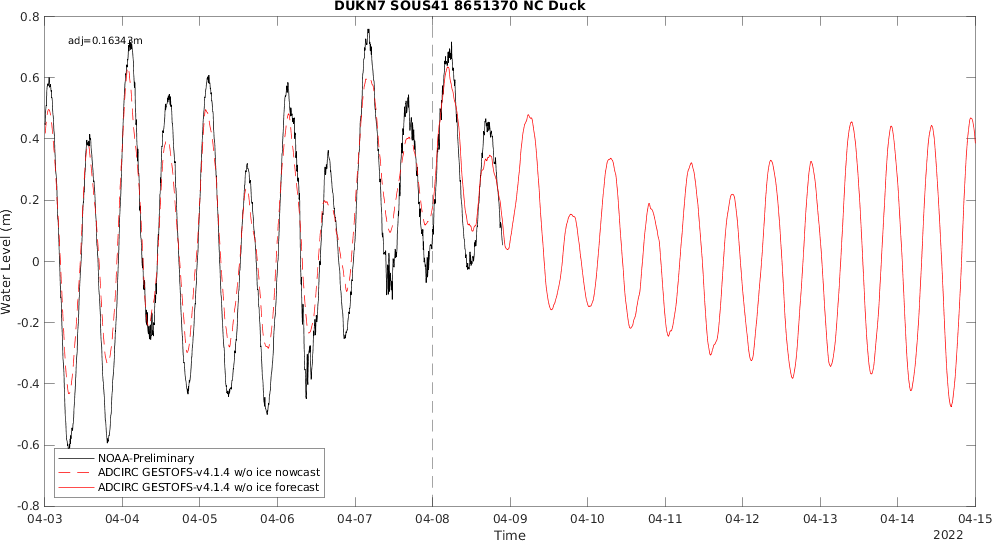 DUKN7 SOUS41 8651370 NC Duck
adj=0.16343m
0.8
0.6
0.4
0.2
0
-0.2
-0.4
-0.6
-0.8
Water Level (m)
NOAA-Preliminary
ADCIRC GESTOFS-v4.1.4 w/o ice nowcast
ADCIRC GESTOFS-v4.1.4 w/o ice forecast
04-03 04-04 04-05 04-06 04-07 04-08 04-09 04-10 04-11 04-12 04-13 04-14 04-15
Time
2022